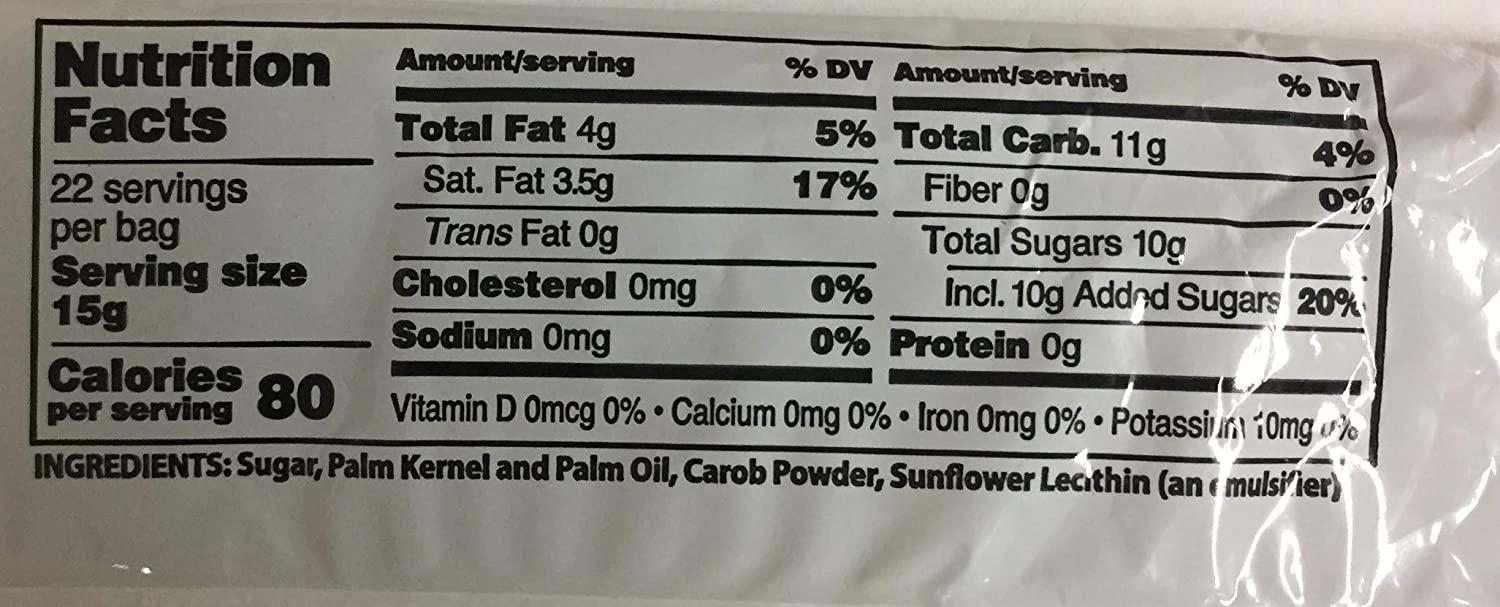 Nutrition
Facts
22 servings
per bag
Serving size
15g
Calories
per serving 80
Amount/serving % DV
Total Fat 4g 5%
Sat. Fat 3.5g 17%
Trans Fat 0g
Cholesterol 0mg 0%
Sodium 0mg 0%
Amount/serving % DV
Total Carb. 11g 4%
Fiber 0g 0%
Total Sugars 10g
Incl. 10g Added Sugars 20%
Protein 0g
Vitamin D 0mcg 0% • Calcium 0mg 0% • Iron 0mg 0% • Potassium 10mg 0%
INGREDIENTS: Sugar, Palm Kernel and Palm Oil, Carob Powder, Sunflower Lecithin (an emulsifier)